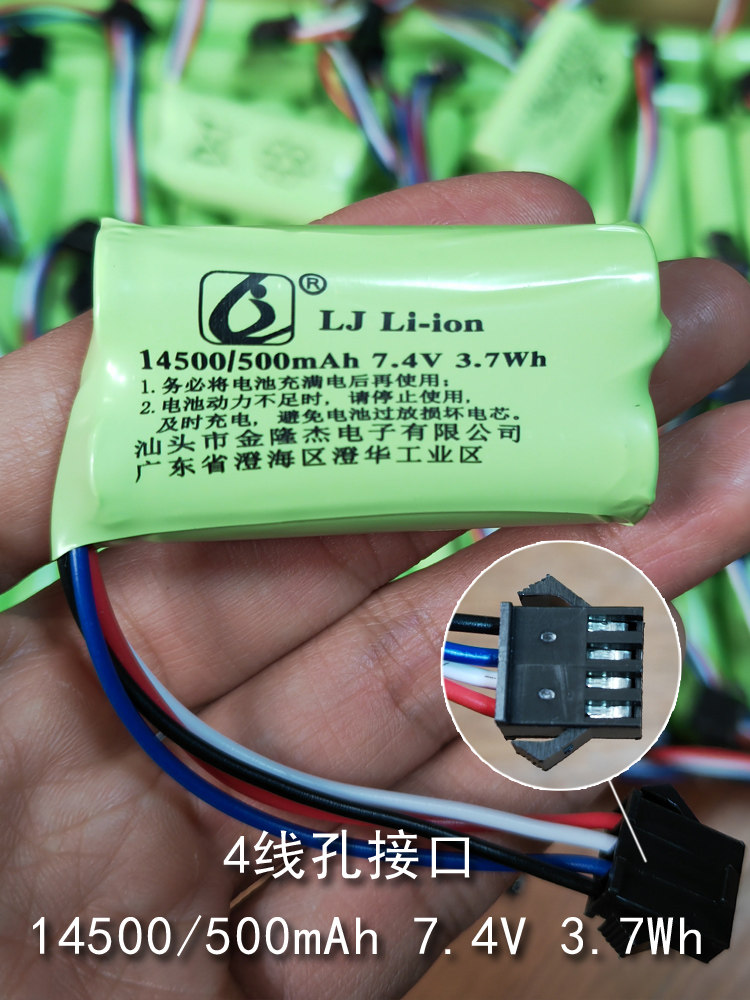 ®
LJ Li-ion
14500/500mAh 7.4V 3.7Wh
1. 务必将电池充满电后再使用;
2. 电池动力不足时, 请停止使用,
及时充电, 避免电池过放损坏电芯。
汕头市金隆杰电子有限公司
广东省澄海区澄华工业区
4线孔接口
14500/500mAh 7.4V 3.7Wh